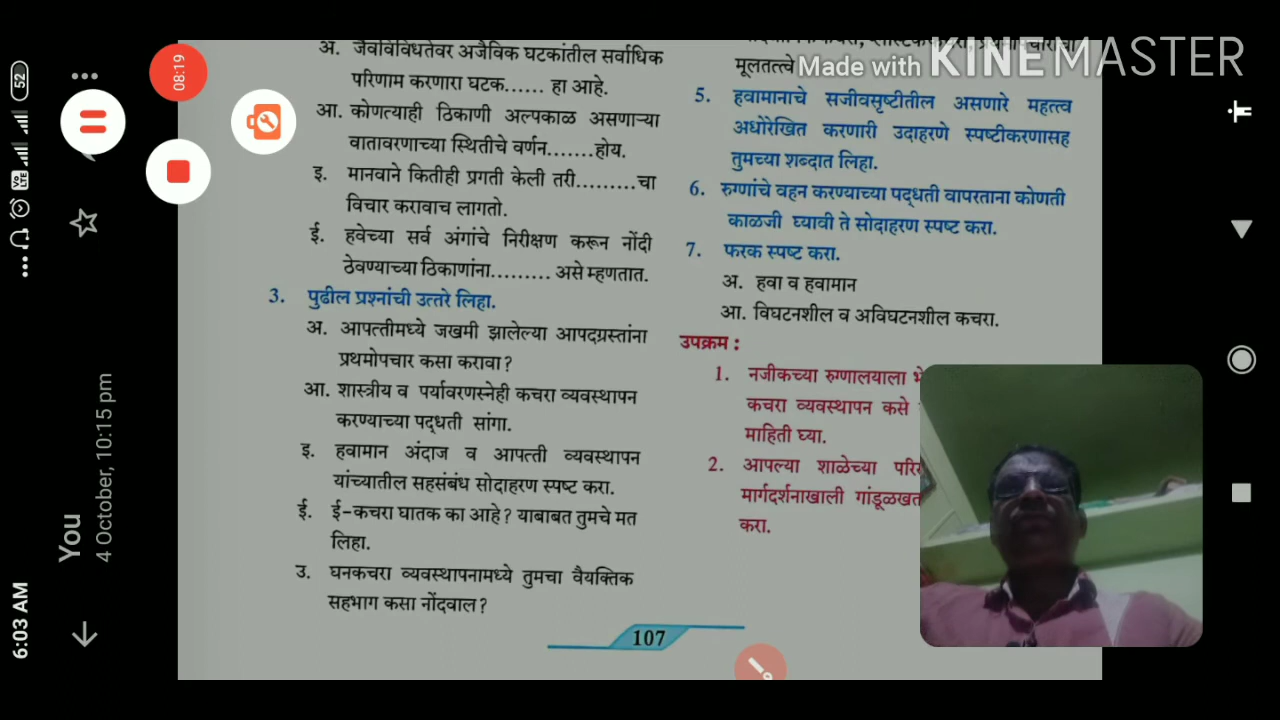 52
Vo LTE
6:03 AM
08:19
You
4 October, 10:15 pm
Made with KINEMASTER
अ. जैवविविधतेवर अजैविक घटकांतील सर्वाधिक
परिणाम करणारा घटक...... हा आहे.
आ. कोणत्याही ठिकाणी अल्पकाळ असणाऱ्या
वातावरणाच्या स्थितीचे वर्णन.......होय.
इ. मानवाने कितीही प्रगती केली तरी.........चा
विचार करावाच लागतो.
ई. हवेच्या सर्व अंगांचे निरीक्षण करून नोंदी
ठेवण्याच्या ठिकाणांना......... असे म्हणतात.
3. पुढील प्रश्नांची उत्तरे लिहा.
अ. आपत्तीमध्ये जखमी झालेल्या आपद्ग्रस्तांना
प्रथमोपचार कसा करावा?
आ. शास्त्रीय व पर्यावरणस्नेही कचरा व्यवस्थापन
करण्याच्या पद्धती सांगा.
इ. हवामान अंदाज व आपत्ती व्यवस्थापन
यांच्यातील सहसंबंध सोदाहरण स्पष्ट करा.
ई. ई-कचरा घातक का आहे? याबाबत तुमचे मत
लिहा.
उ. घनकचरा व्यवस्थापनामध्ये तुमचा वैयक्तिक
सहभाग कसा नोंदवाल?
मूलतत्त्वे
5. हवामानाचे सजीवसृष्टीतील असणारे महत्त्व
अधोरेखित करणारी उदाहरणे स्पष्टीकरणासह
तुमच्या शब्दात लिहा.
6. रुग्णांचे वहन करण्याच्या पद्धती वापरताना कोणती
काळजी घ्यावी ते सोदाहरण स्पष्ट करा.
7. फरक स्पष्ट करा.
अ. हवा व हवामान
आ. विघटनशील व अविघटनशील कचरा.
उपक्रम :
1. नजीकच्या रुग्णालयाला
कचरा व्यवस्थापन कसे
माहिती घ्या.
2. आपल्या शाळेच्या
मार्गदर्शनाखाली गांडूळखत
करा.
107